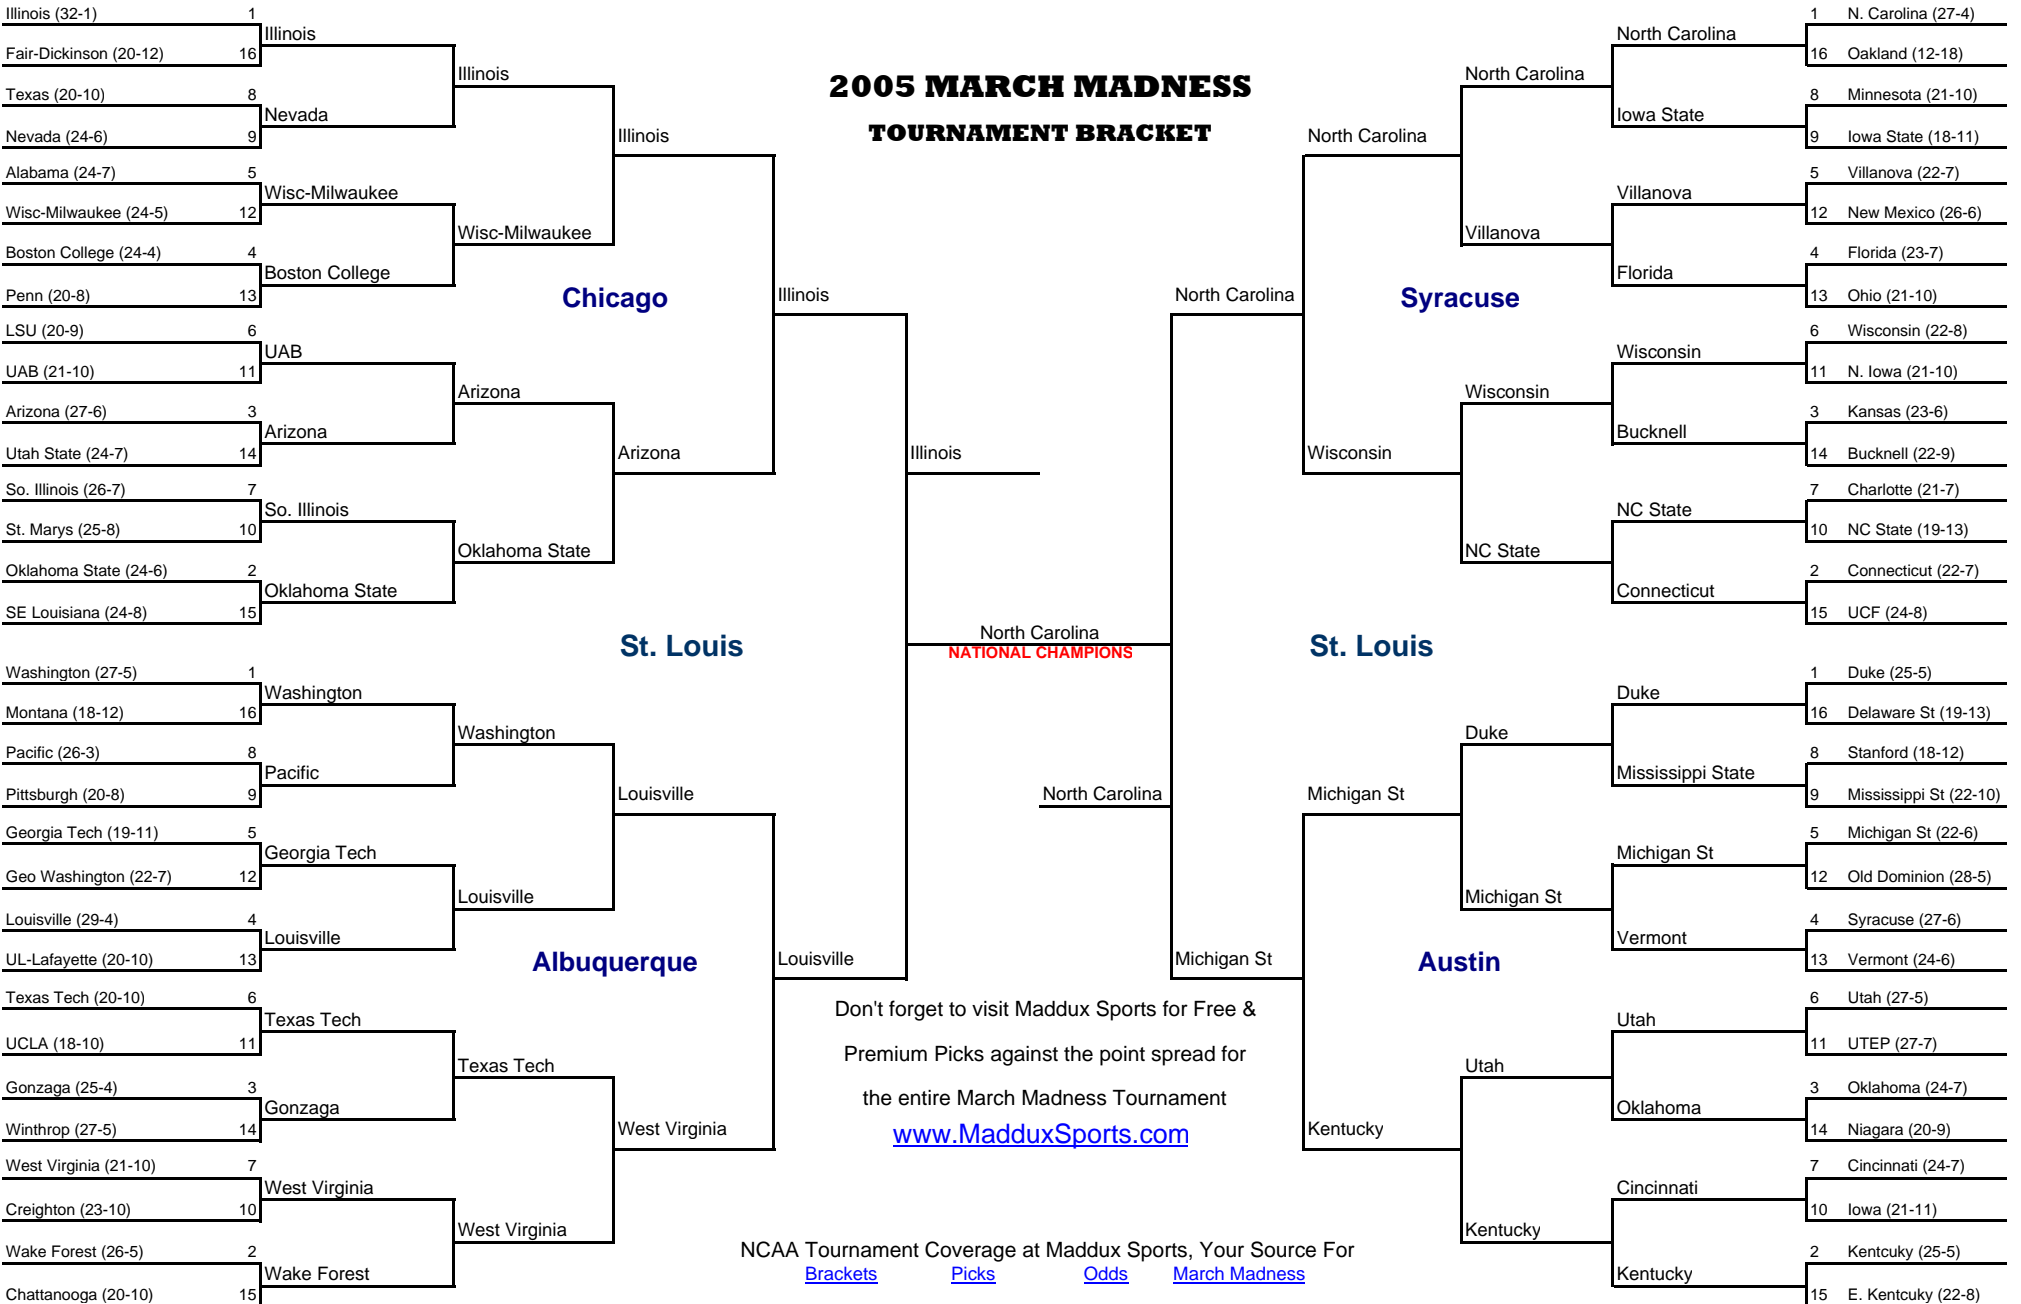 2005 MARCH MADNESS
TOURNAMENT BRACKET
Illinois (32-1) 1
Fair-Dickinson (20-12) 16
Texas (20-10) 8
Nevada (24-6) 9
Alabama (24-7) 5
Wisc-Milwaukee (24-5) 12
Boston College (24-4) 4
Penn (20-8) 13
LSU (20-9) 6
UAB (21-10) 11
Arizona (27-6) 3
Utah State (24-7) 14
So. Illinois (26-7) 7
St. Marys (25-8) 10
Oklahoma State (24-6) 2
SE Louisiana (24-8) 15
Washington (27-5) 1
Montana (18-12) 16
Pacific (26-3) 8
Pittsburgh (20-8) 9
Georgia Tech (19-11) 5
Geo Washington (22-7) 12
Louisville (29-4) 4
UL-Lafayette (20-10) 13
Texas Tech (20-10) 6
UCLA (18-10) 11
Gonzaga (25-4) 3
Winthrop (27-5) 14
West Virginia (21-10) 7
Creighton (23-10) 10
Wake Forest (26-5) 2
Chattanooga (20-10) 15
Illinois
Nevada
Wisc-Milwaukee
Boston College
UAB
Arizona
So. Illinois
Oklahoma State
Washington
Pacific
Georgia Tech
Louisville
Texas Tech
Gonzaga
West Virginia
Wake Forest
Illinois
Wisc-Milwaukee
Arizona
Oklahoma State
Washington
Louisville
Texas Tech
West Virginia
Illinois
Arizona
Louisville
West Virginia
Chicago
St. Louis
Albuquerque
Illinois
Louisville
Illinois
North Carolina
NATIONAL CHAMPIONS
North Carolina
North Carolina
Michigan St
Syracuse
St. Louis
Austin
North Carolina
Wisconsin
Michigan St
Kentucky
North Carolina
Villanova
Wisconsin
NC State
Duke
Michigan St
Utah
Kentucky
North Carolina
Iowa State
Villanova
Florida
Wisconsin
Bucknell
NC State
Connecticut
Duke
Mississippi State
Michigan St
Vermont
Utah
Oklahoma
Cincinnati
Kentucky
1 N. Carolina (27-4)
16 Oakland (12-18)
8 Minnesota (21-10)
9 Iowa State (18-11)
5 Villanova (22-7)
12 New Mexico (26-6)
4 Florida (23-7)
13 Ohio (21-10)
6 Wisconsin (22-8)
11 N. Iowa (21-10)
3 Kansas (23-6)
14 Bucknell (22-9)
7 Charlotte (21-7)
10 NC State (19-13)
2 Connecticut (22-7)
15 UCF (24-8)
1 Duke (25-5)
16 Delaware St (19-13)
8 Stanford (18-12)
9 Mississippi St (22-10)
5 Michigan St (22-6)
12 Old Dominion (28-5)
4 Syracuse (27-6)
13 Vermont (24-6)
6 Utah (27-5)
11 UTEP (27-7)
3 Oklahoma (24-7)
14 Niagara (20-9)
7 Cincinnati (24-7)
10 Iowa (21-11)
2 Kentcuky (25-5)
15 E. Kentcuky (22-8)
Don't forget to visit Maddux Sports for Free &
Premium Picks against the point spread for
the entire March Madness Tournament
www.MadduxSports.com
NCAA Tournament Coverage at Maddux Sports, Your Source For
Brackets Picks Odds March Madness